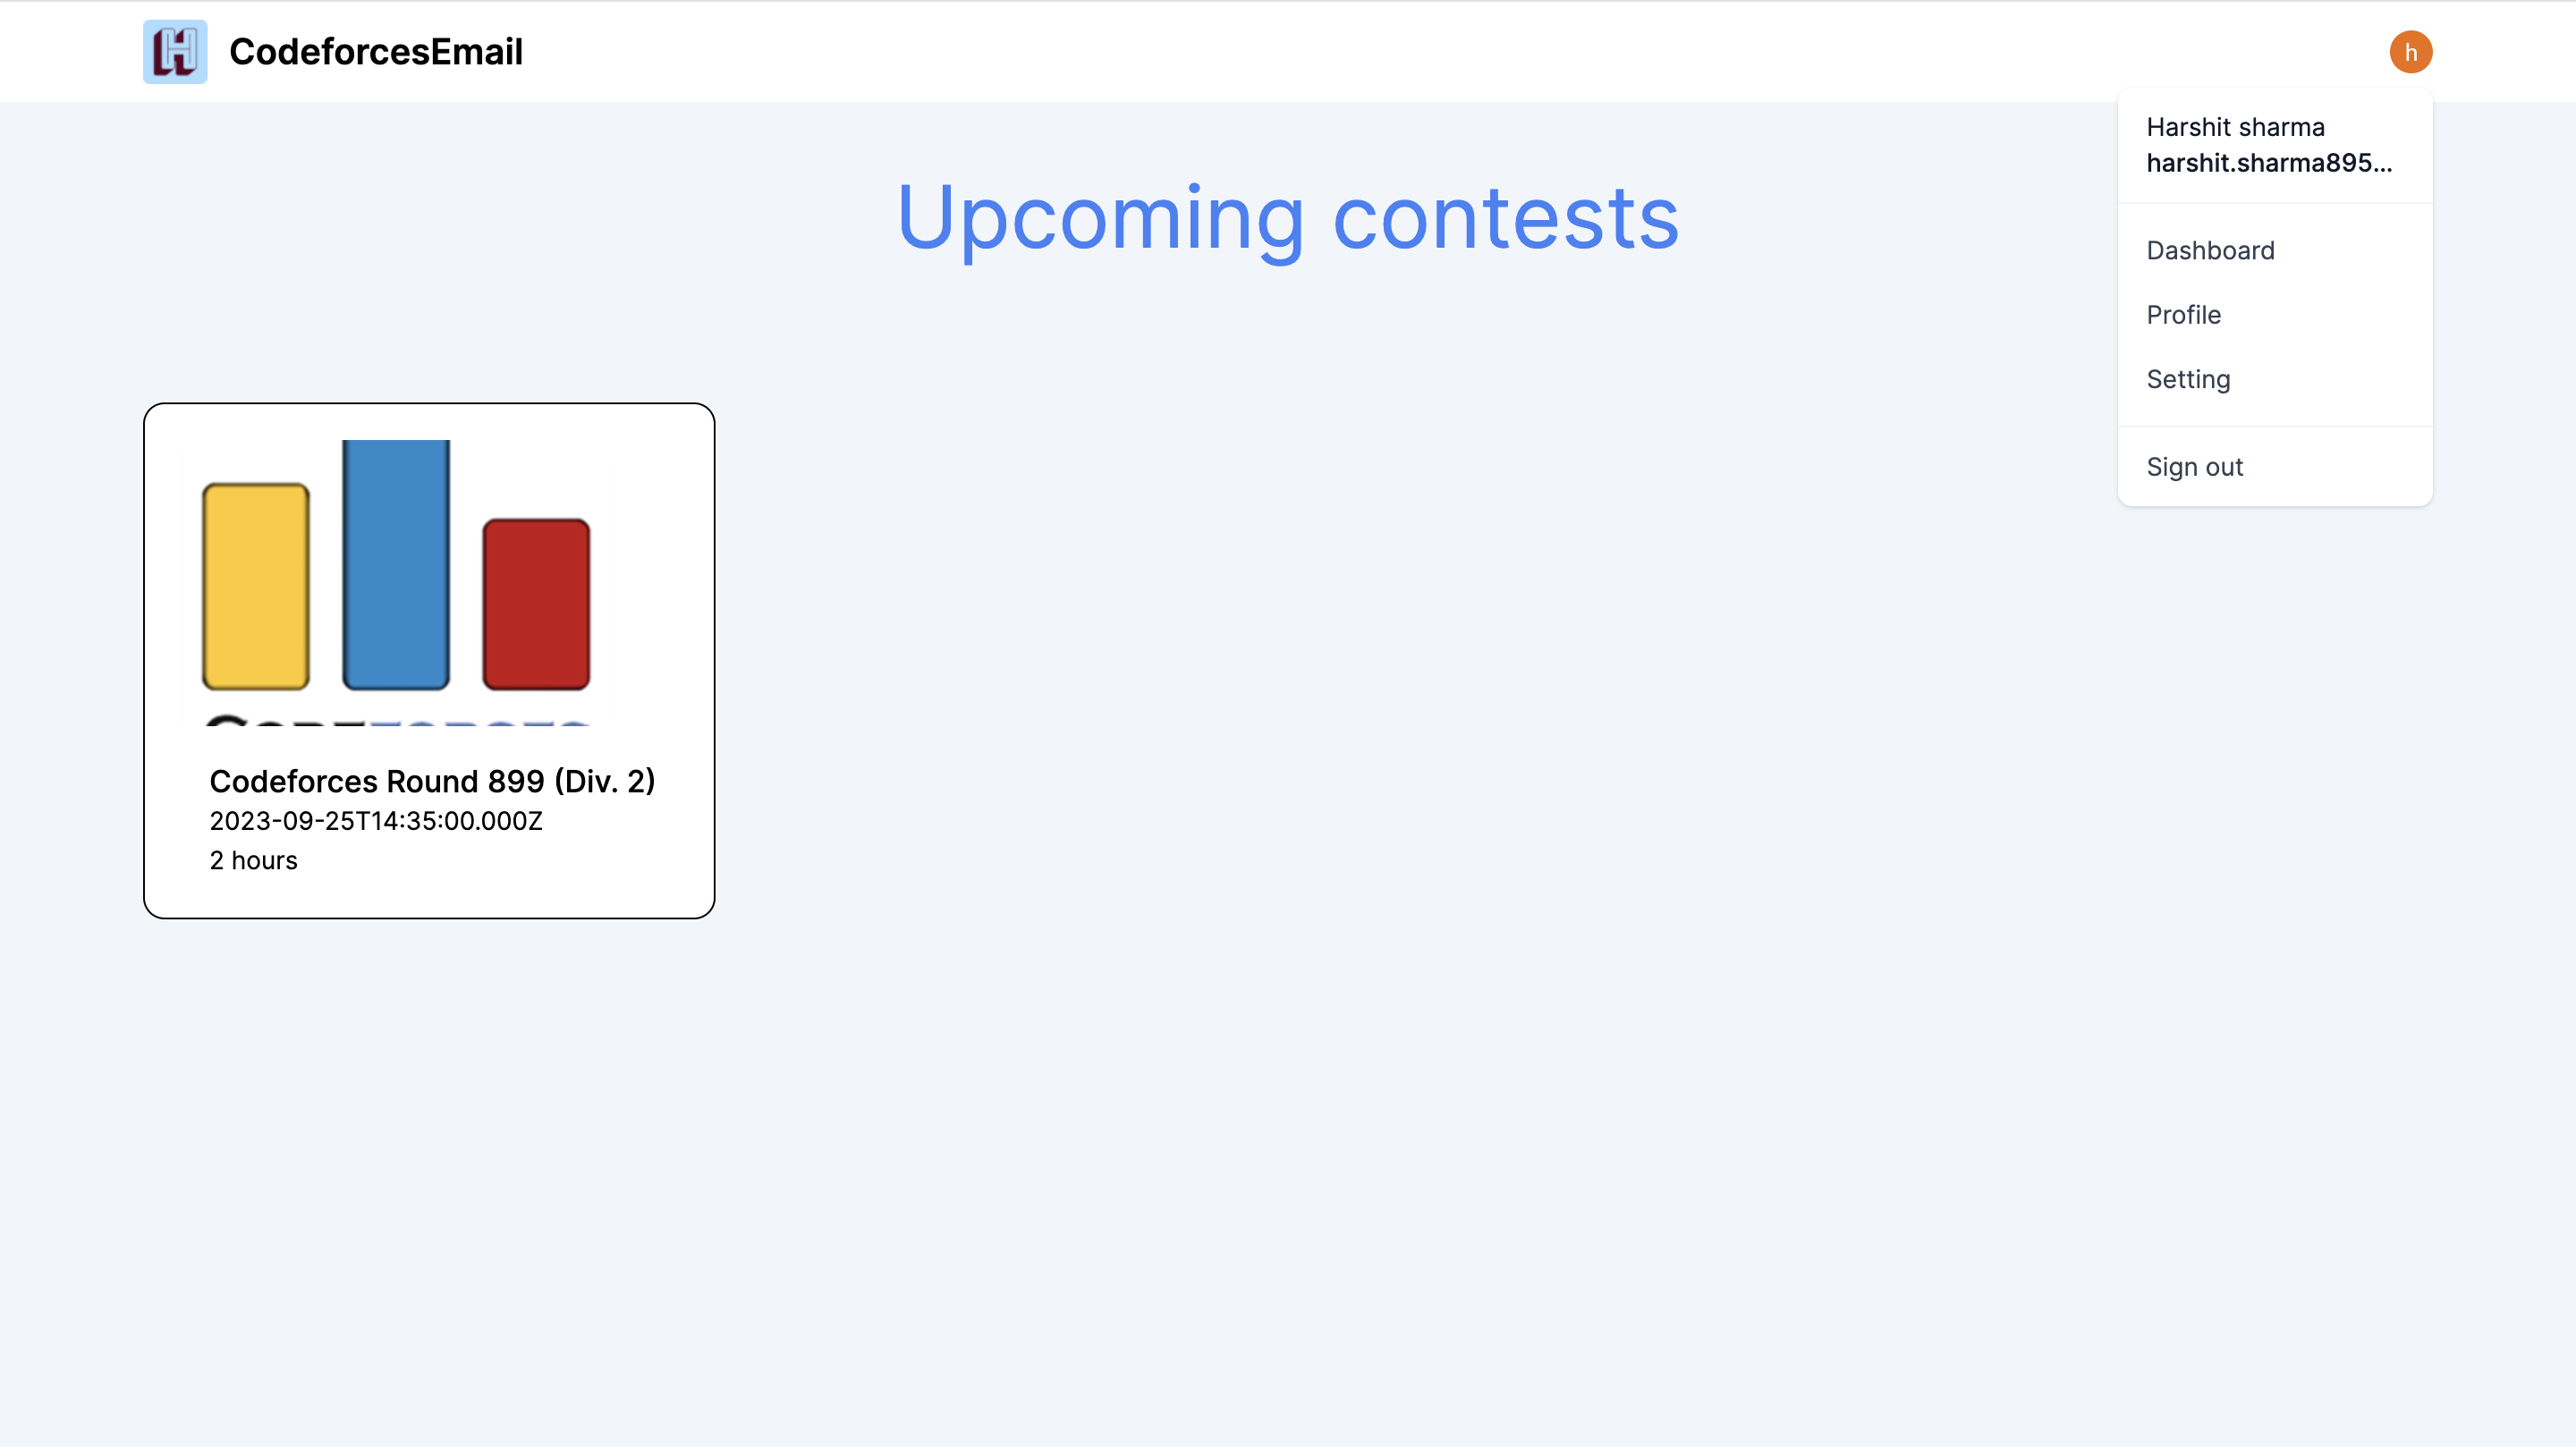 CodeforcesEmail
h
Harshit sharma
harshit.sharma895...
Dashboard
Profile
Setting
Sign out
Upcoming contests
Codeforces Round 899 (Div. 2)
2023-09-25T14:35:00.000Z
2 hours